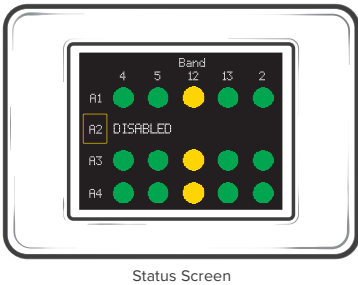 Band
4 5 12 13 2
A1
A2 DISABLED
A3
A4
Status Screen